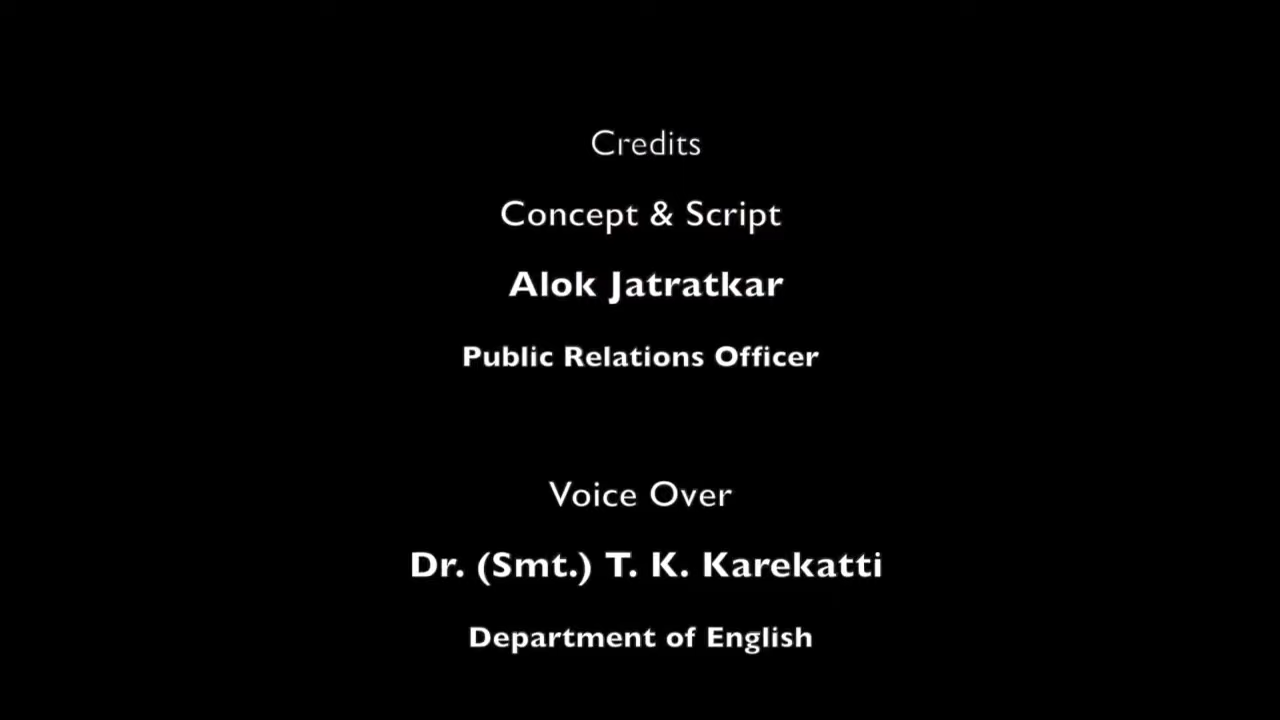 Credits
Concept & Script
Alok Jatratkar
Public Relations Officer
Voice Over
Dr. (Smt.) T. K. Karekatti
Department of English